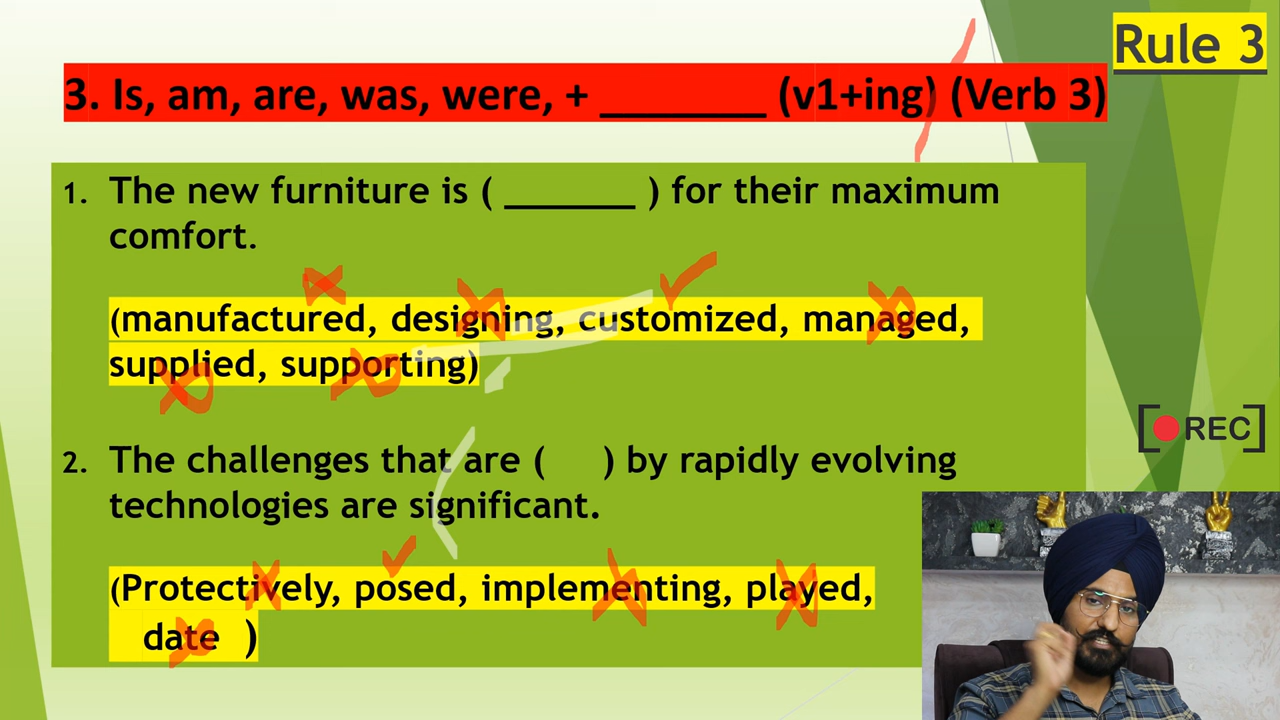 Rule 3
3. Is, am, are, was, were, + _______ (v1+ing) (Verb 3)
1. The new furniture is ( ______ ) for their maximum
comfort.
(manufactured, designing, customized, managed,
supplied, supporting)
2. The challenges that are ( ) by rapidly evolving
technologies are significant.
(Protectively, posed, implementing, played,
date )
[REC]